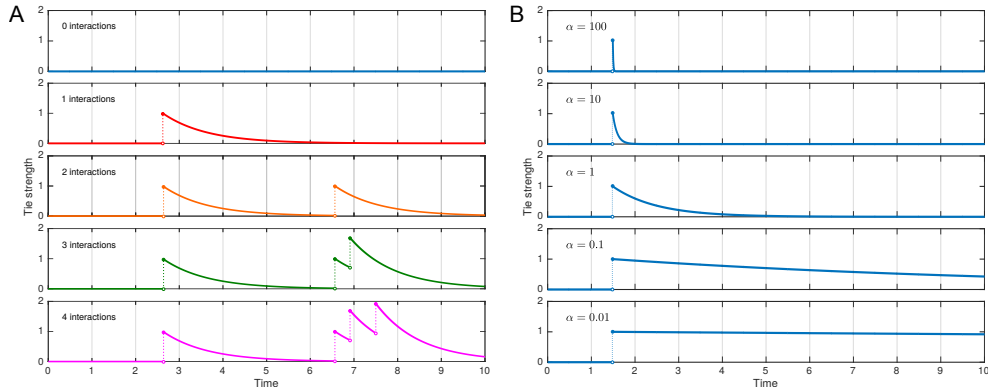 A
0 interactions
2
1
0
1 interactions
2
1
0
2 interactions
2
1
0
3 interactions
2
1
0
4 interactions
2
1
0
Tie strength
0 1 2 3 4 5 6 7 8 9 10
Time
B
α = 100
2
1
0
α = 10
2
1
0
α = 1
2
1
0
α = 0.1
2
1
0
α = 0.01
2
1
0
Tie strength
0 1 2 3 4 5 6 7 8 9 10
Time